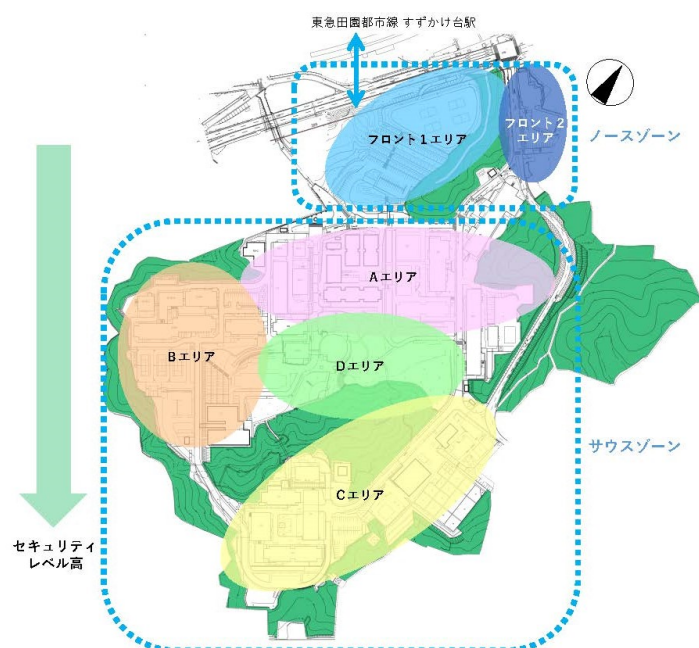 東急田園都市線 すずかけ台駅
フロント1エリア
フロント2
エリア
ノースゾーン
Aエリア
Bエリア
Dエリア
サウスゾーン
Cエリア
セキュリティ
レベル高